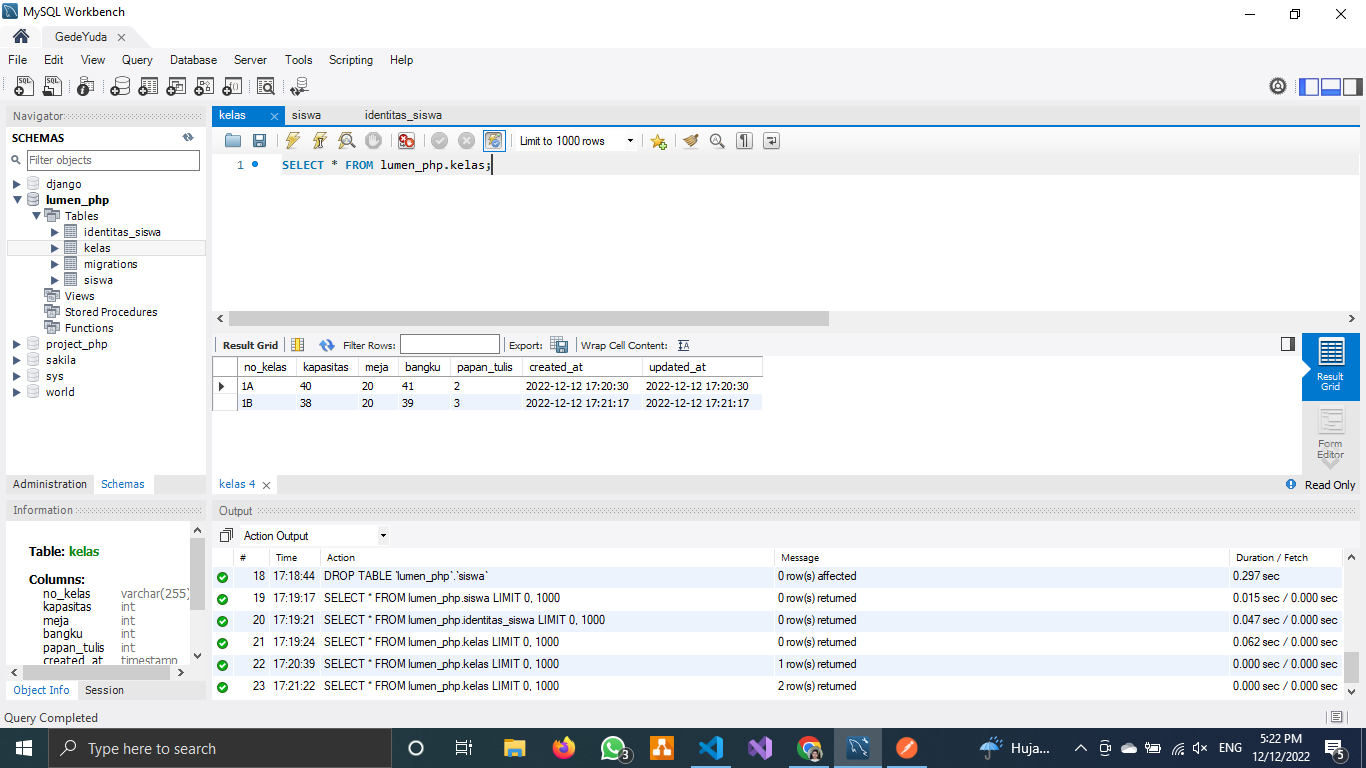 MySQL Workbench
GedeYuda
File Edit View Query Database Server Tools Scripting Help
Navigator
SCHEMAS
Filter objects
django
lumen_php
Tables
identitas_siswa
kelas
migrations
siswa
Views
Stored Procedures
Functions
project_php
sakila
sys
world
Administration Schemas
Information
Table: kelas
Columns:
no_kelas varchar(255)
kapasitas int
meja int
bangku int
papan_tulis int
created_at timestamp
Object Info Session
kelas siswa identitas_siswa
Limit to 1000 rows
1 SELECT * FROM lumen_php.kelas;
Result Grid Filter Rows: Export: Wrap Cell Content:
no_kelas kapasitas meja bangku papan_tulis created_at updated_at
1A 40 20 41 2 2022-12-12 17:20:30 2022-12-12 17:20:30
1B 38 20 39 3 2022-12-12 17:21:17 2022-12-12 17:21:17
Result
Grid
Form
Editor
kelas 4
Read Only
Output
Action Output
# Time Action Message Duration / Fetch
18 17:18:44 DROP TABLE `lumen_php`.`siswa` 0 row(s) affected 0.297 sec
19 17:19:17 SELECT * FROM lumen_php.siswa LIMIT 0, 1000 0 row(s) returned 0.015 sec / 0.000 sec
20 17:19:21 SELECT * FROM lumen_php.identitas_siswa LIMIT 0, 1000 0 row(s) returned 0.047 sec / 0.000 sec
21 17:19:24 SELECT * FROM lumen_php.kelas LIMIT 0, 1000 0 row(s) returned 0.062 sec / 0.000 sec
22 17:20:39 SELECT * FROM lumen_php.kelas LIMIT 0, 1000 1 row(s) returned 0.000 sec / 0.000 sec
23 17:21:22 SELECT * FROM lumen_php.kelas LIMIT 0, 1000 2 row(s) returned 0.000 sec / 0.000 sec
Query Completed
Type here to search
3
Huja...
ENG
5:22 PM
12/12/2022
5